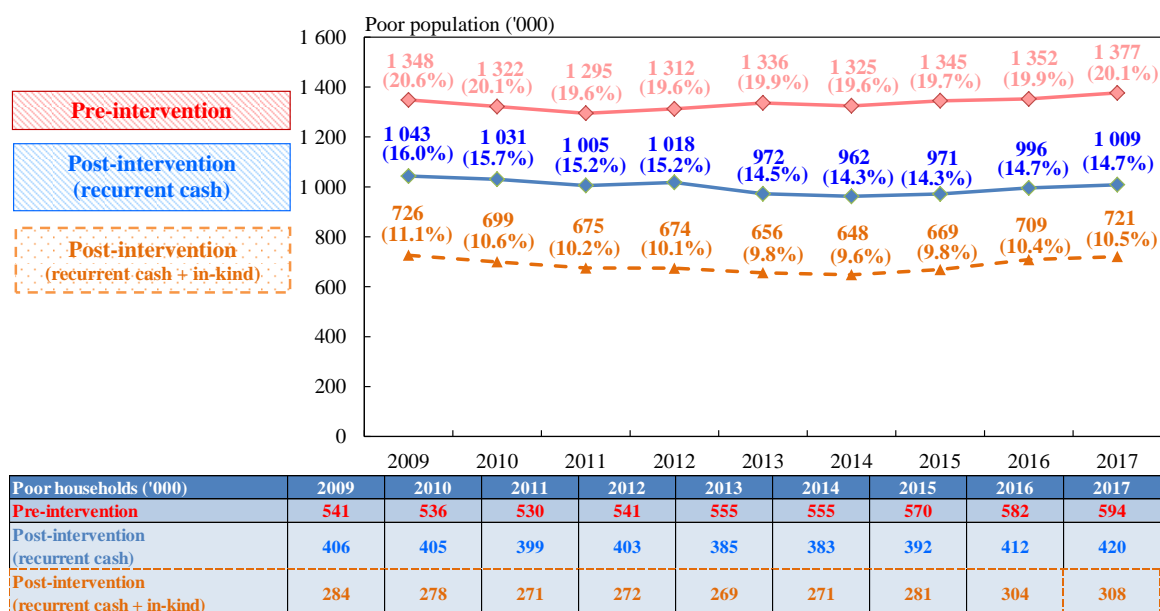 Poor population ('000)
1 600
1 400
1 200
1 000
800
600
400
200
0
Pre-intervention
Post-intervention
(recurrent cash)
Post-intervention
(recurrent cash + in-kind)
1 348 1 322 1 295 1 312 1 336 1 325 1 345 1 352 1 377
(20.6%) (20.1%) (19.6%) (19.6%) (19.9%) (19.6%) (19.7%) (19.9%) (20.1%)
1 043 1 031 1 005 1 018 972 962 971 996 1 009
(16.0%) (15.7%) (15.2%) (15.2%) (14.5%) (14.3%) (14.3%) (14.7%) (14.7%)
726 699 675 674 656 648 669 709 721
(11.1%) (10.6%) (10.2%) (10.1%) (9.8%) (9.6%) (9.8%) (10.4%) (10.5%)
2009 2010 2011 2012 2013 2014 2015 2016 2017
Poor households ('000) 2009 2010 2011 2012 2013 2014 2015 2016 2017
Pre-intervention 541 536 530 541 555 555 570 582 594
Post-intervention
(recurrent cash) 406 405 399 403 385 383 392 412 420
Post-intervention
(recurrent cash + in-kind) 284 278 271 272 269 271 281 304 308